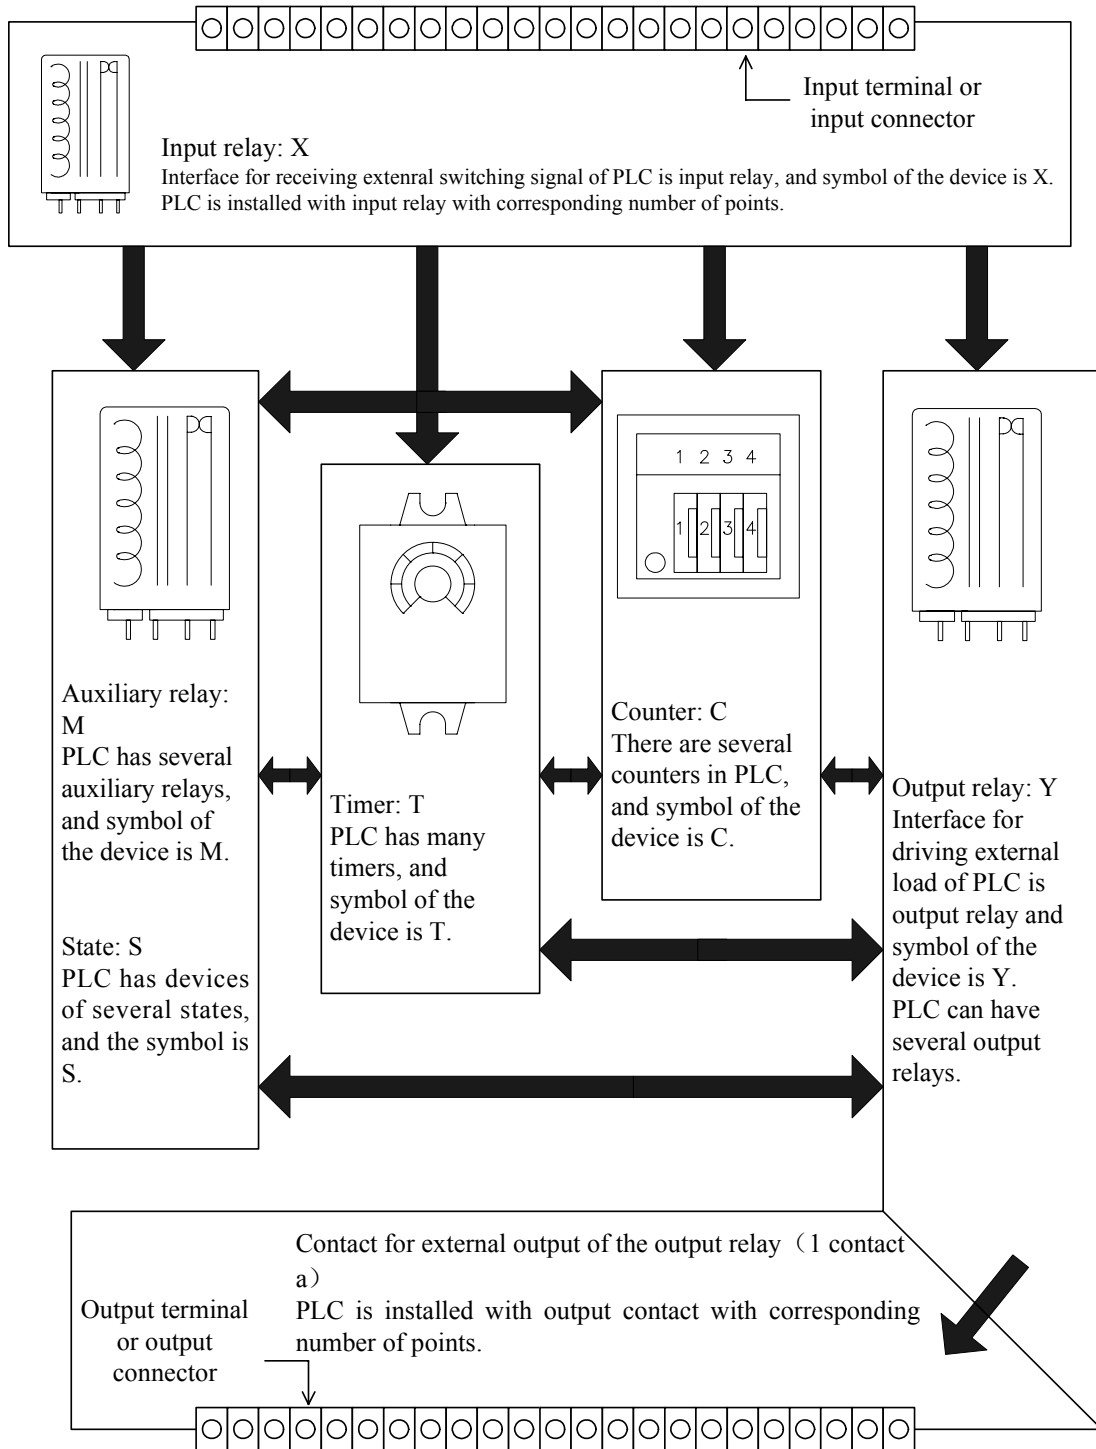 Input terminal or
input connector
Input relay: X
Interface for receiving extenral switching signal of PLC is input relay, and symbol of the device is X.
PLC is installed with input relay with corresponding number of points.
Auxiliary relay:
M
PLC has several
auxiliary relays,
and symbol of
the device is M.
State: S
PLC has devices
of several states,
and the symbol is
S.
Timer: T
PLC has many
timers, and
symbol of the
device is T.
1 2 3 4
1 2 3 4
Counter: C
There are several
counters in PLC,
and symbol of the
device is C.
Output relay: Y
Interface for
driving external
load of PLC is
output relay and
symbol of the
device is Y.
PLC can have
several output
relays.
Contact for external output of the output relay（1 contact
a）
PLC is installed with output contact with corresponding
number of points.
Output terminal
or output
connector